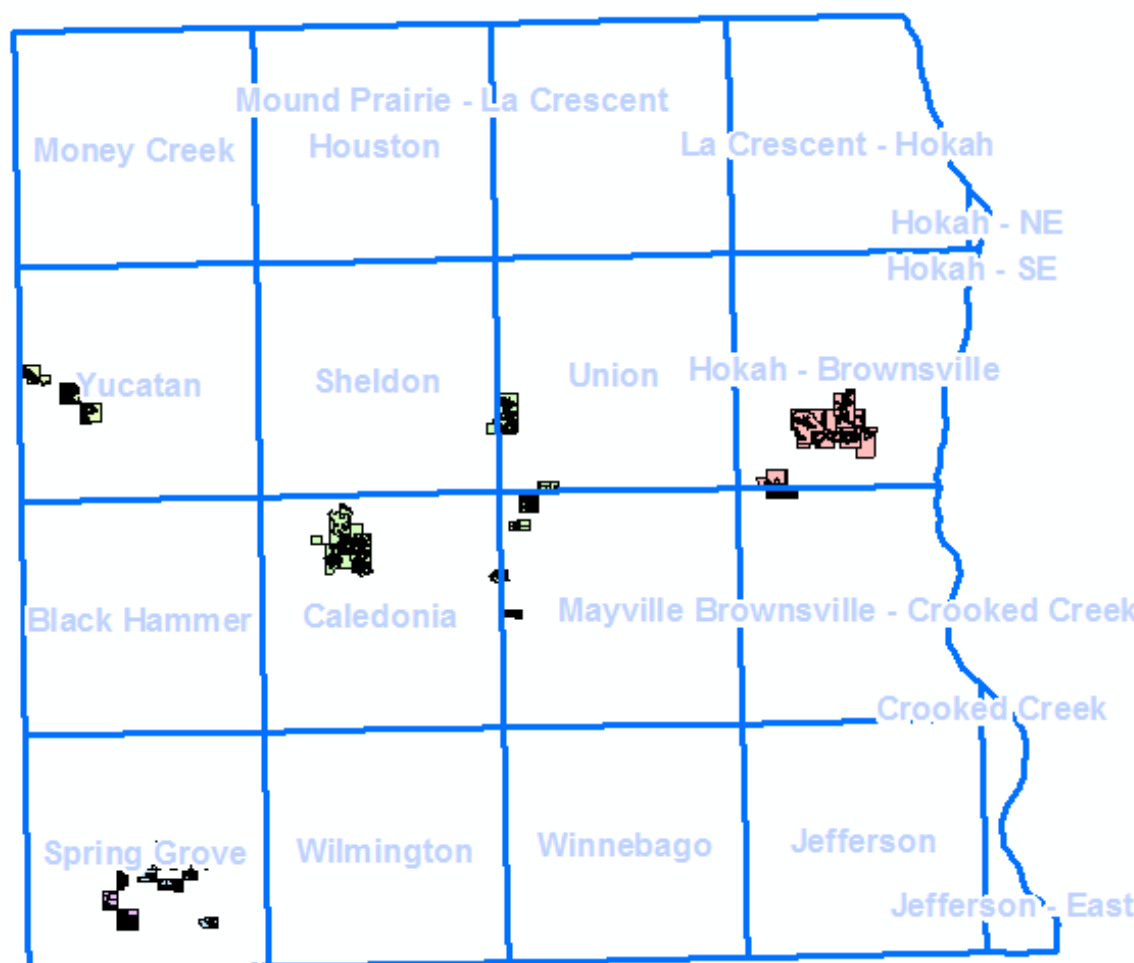 Mound Prairie - La Crescent
Money Creek
Houston
La Crescent - Hokah
Hokah - NE
Hokah - SE
Yucatan
Sheldon
Union
Hokah - Brownsville
Black Hammer
Caledonia
Mayville
Brownsville - Crooked Creek
Crooked Creek
Spring Grove
Wilmington
Winnebago
Jefferson
Jefferson - East